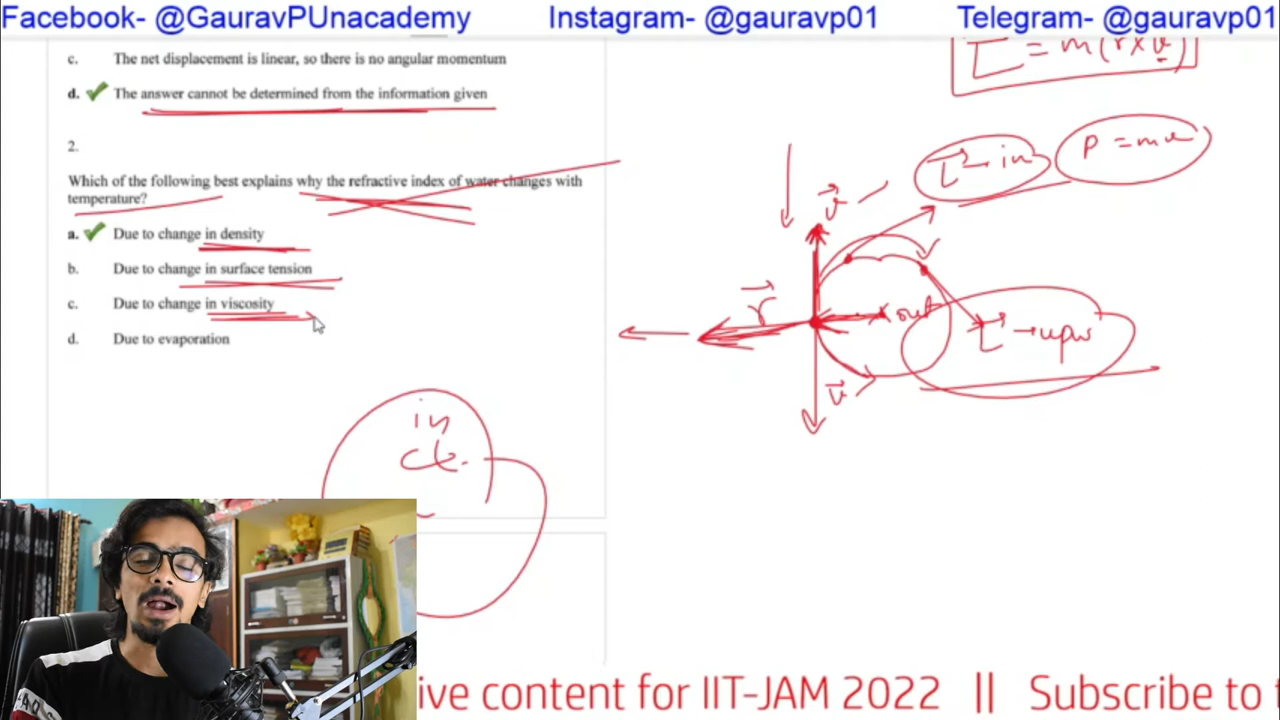 Facebook- @GauravPUnacademy Instagram- @gauravp01 Telegram- @gauravp01
c. The net displacement is linear, so there is no angular momentum
d. The answer cannot be determined from the information given
2.
Which of the following best explains why the refractive index of water changes with
temperature?
a. Due to change in density
b. Due to change in surface tension
c. Due to change in viscosity
d. Due to evaporation
= m(r×v)
in
P = mv
out
in
ive content for IIT-JAM 2022 || Subscribe to